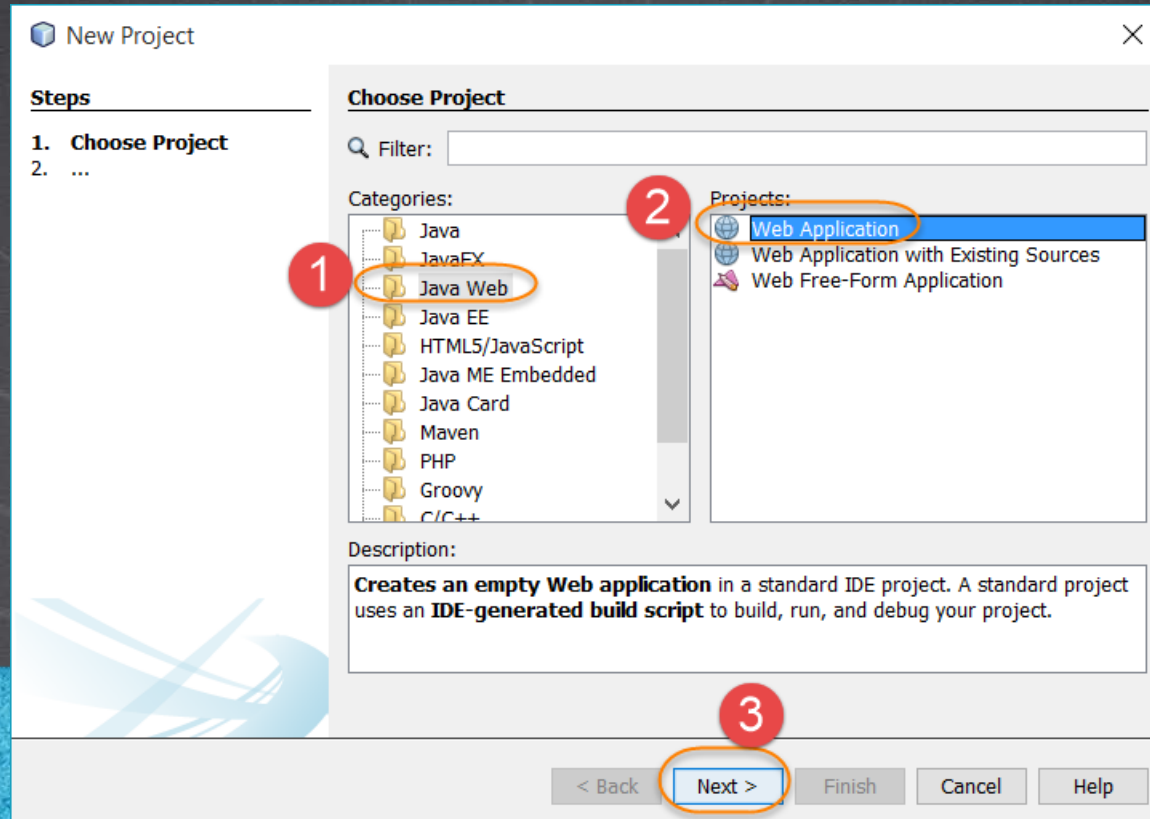 New Project
Steps
1. Choose Project
2. ...
Choose Project
Filter:
Categories:
Java
JavaFX
1
Java Web
Java EE
HTML5/JavaScript
Java ME Embedded
Java Card
Maven
PHP
Groovy
C/C++
2
Projects:
Web Application
Web Application with Existing Sources
Web Free-Form Application
Description:
Creates an empty Web application in a standard IDE project. A standard project
uses an IDE-generated build script to build, run, and debug your project.
3
< Back
Next >
Finish
Cancel
Help